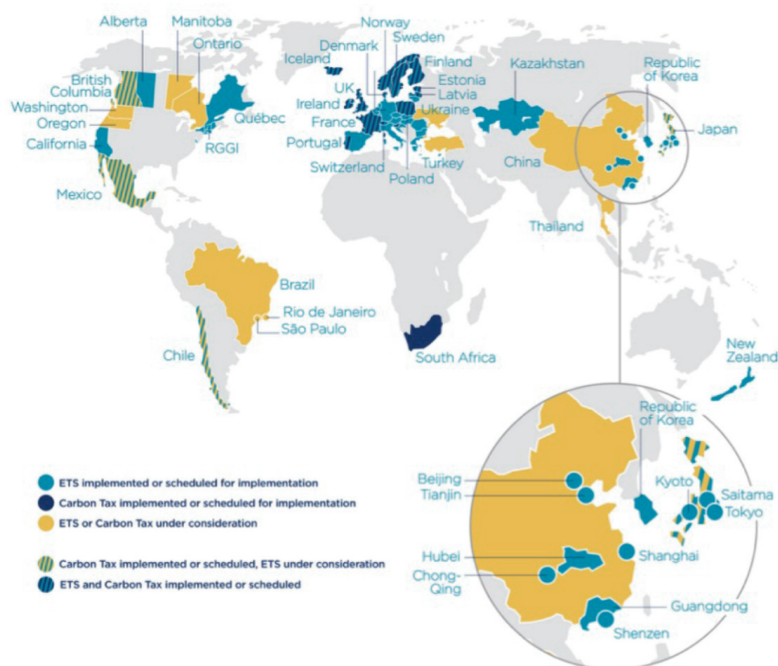 Alberta
Manitoba
Ontario
British
Columbia
Washington
Oregon
California
Québec
RGGI
Mexico
Norway
Sweden
Denmark
Finland
Iceland
Estonia
Latvia
UK
Ukraine
Ireland
France
Portugal
Switzerland
Poland
Turkey
Kazakhstan
Republic
of Korea
Japan
China
Thailand
Brazil
Rio de Janeiro
São Paulo
Chile
South Africa
New
Zealand
ETS implemented or scheduled for implementation
Carbon Tax implemented or scheduled for implementation
ETS or Carbon Tax under consideration
Carbon Tax implemented or scheduled, ETS under consideration
ETS and Carbon Tax implemented or scheduled
Republic
of Korea
Beijing
Tianjin
Kyoto
Saitama
Tokyo
Hubei
Shanghai
Chong-
Qing
Guangdong
Shenzen